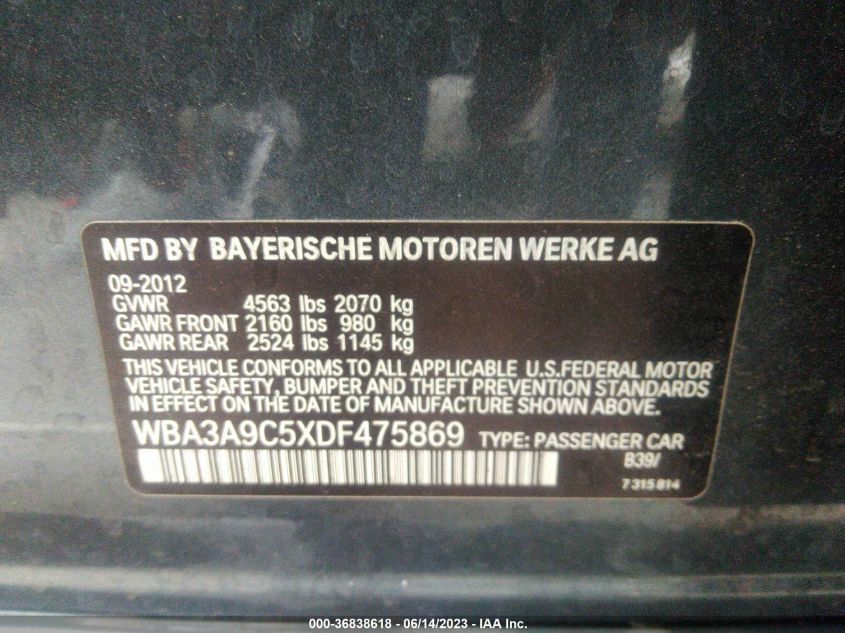 MFD BY BAYERISCHE MOTOREN WERKE AG
09-2012
GVWR 4563 lbs 2070 kg
GAWR FRONT 2160 lbs 980 kg
GAWR REAR 2524 lbs 1145 kg
THIS VEHICLE CONFORMS TO ALL APPLICABLE U.S.FEDERAL MOTOR
VEHICLE SAFETY, BUMPER AND THEFT PREVENTION STANDARDS
IN EFFECT ON THE DATE OF MANUFACTURE SHOWN ABOVE.
WBA3A9C5XDF475869 TYPE: PASSENGER CAR
B39/
7315814
000-36838618 - 06/14/2023 - IAA Inc.